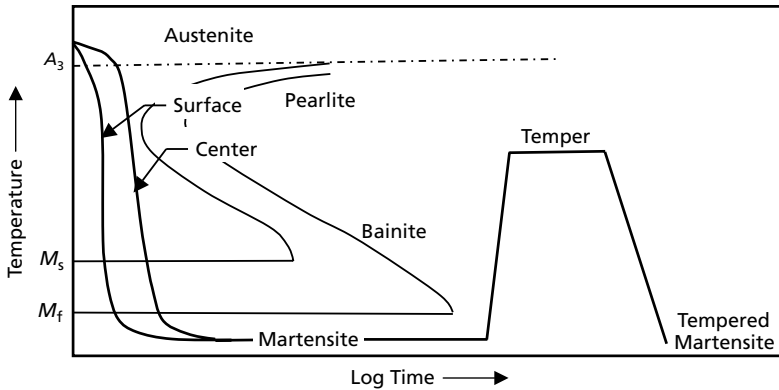 Austenite
A3
Pearlite
Surface
Temper
Center
Temperature
Bainite
Ms
Mf
Martensite
Tempered
Martensite
Log Time